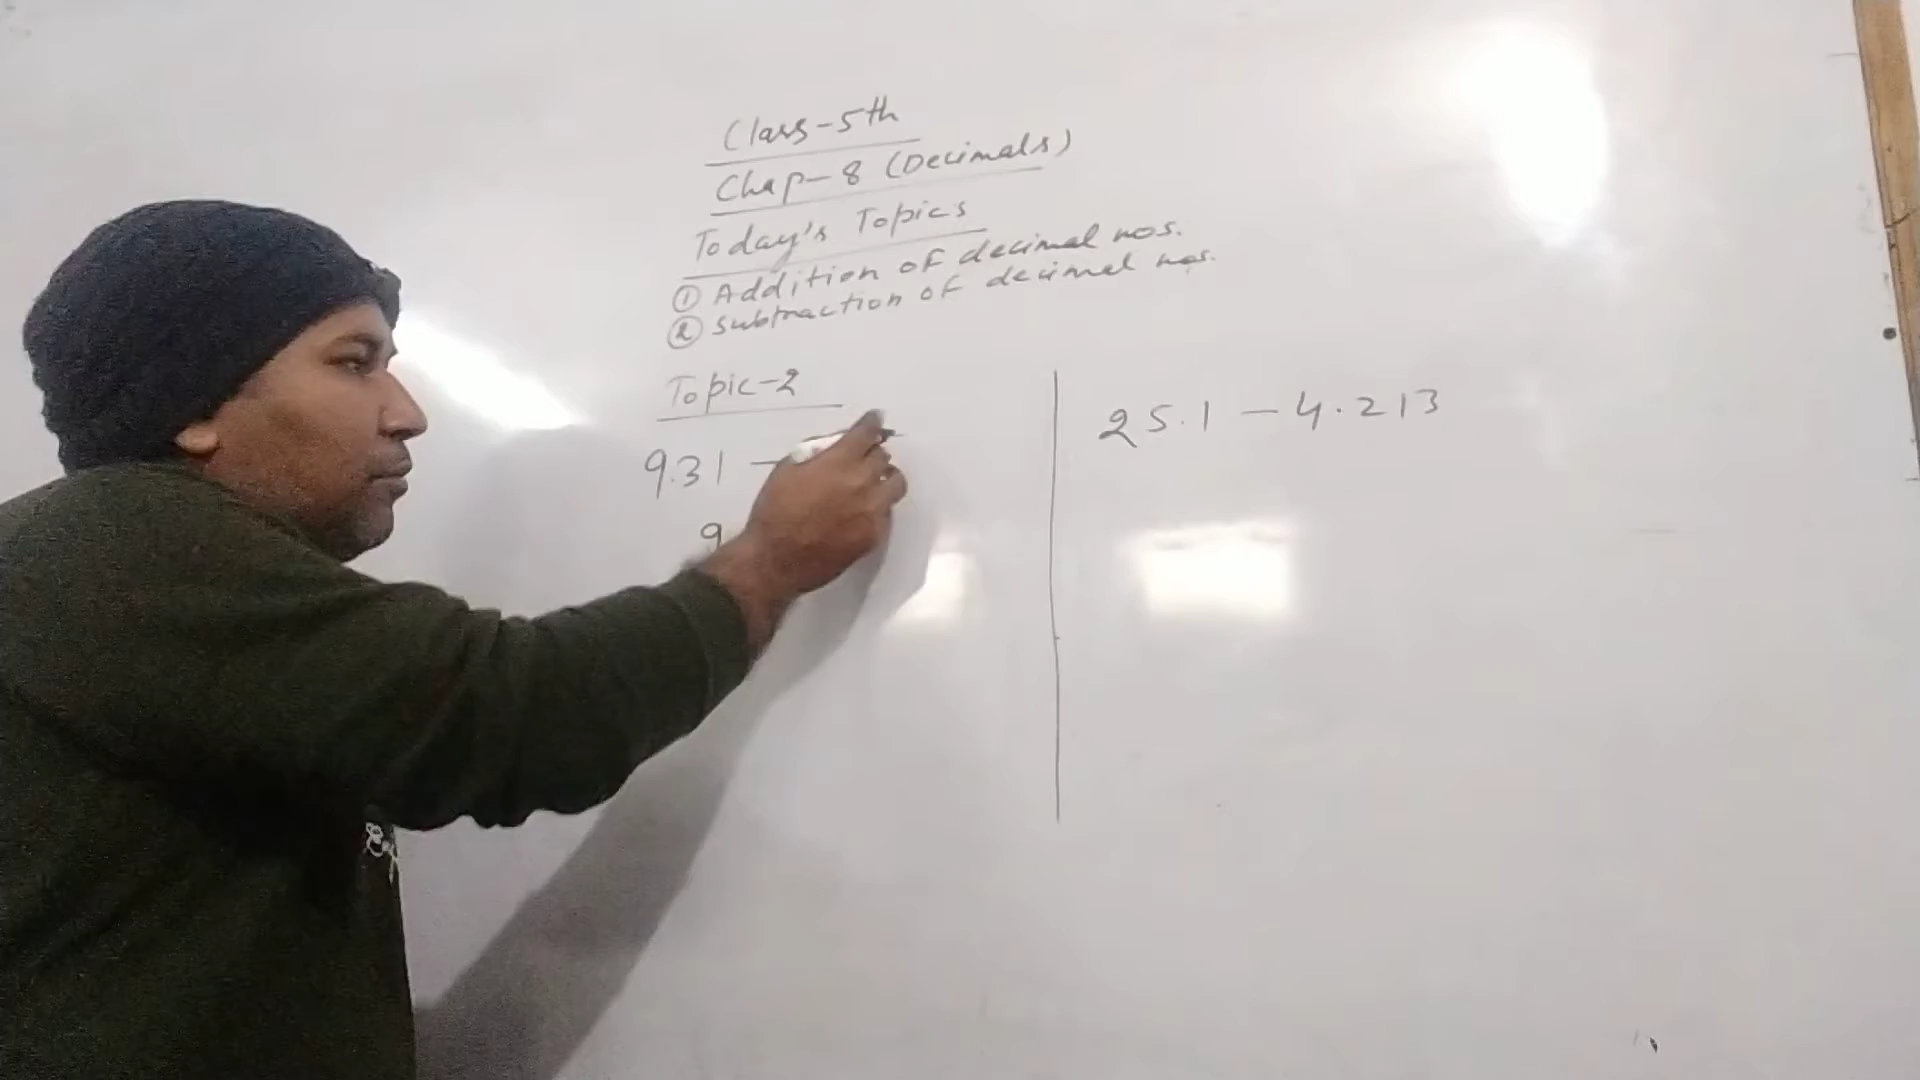 Class-5th
Chap-8 (Decimals)
Today's Topics
① Addition of decimal nos.
② Subtraction of decimal nos.
Topic-2
9.31 -
9
25.1 - 4.213